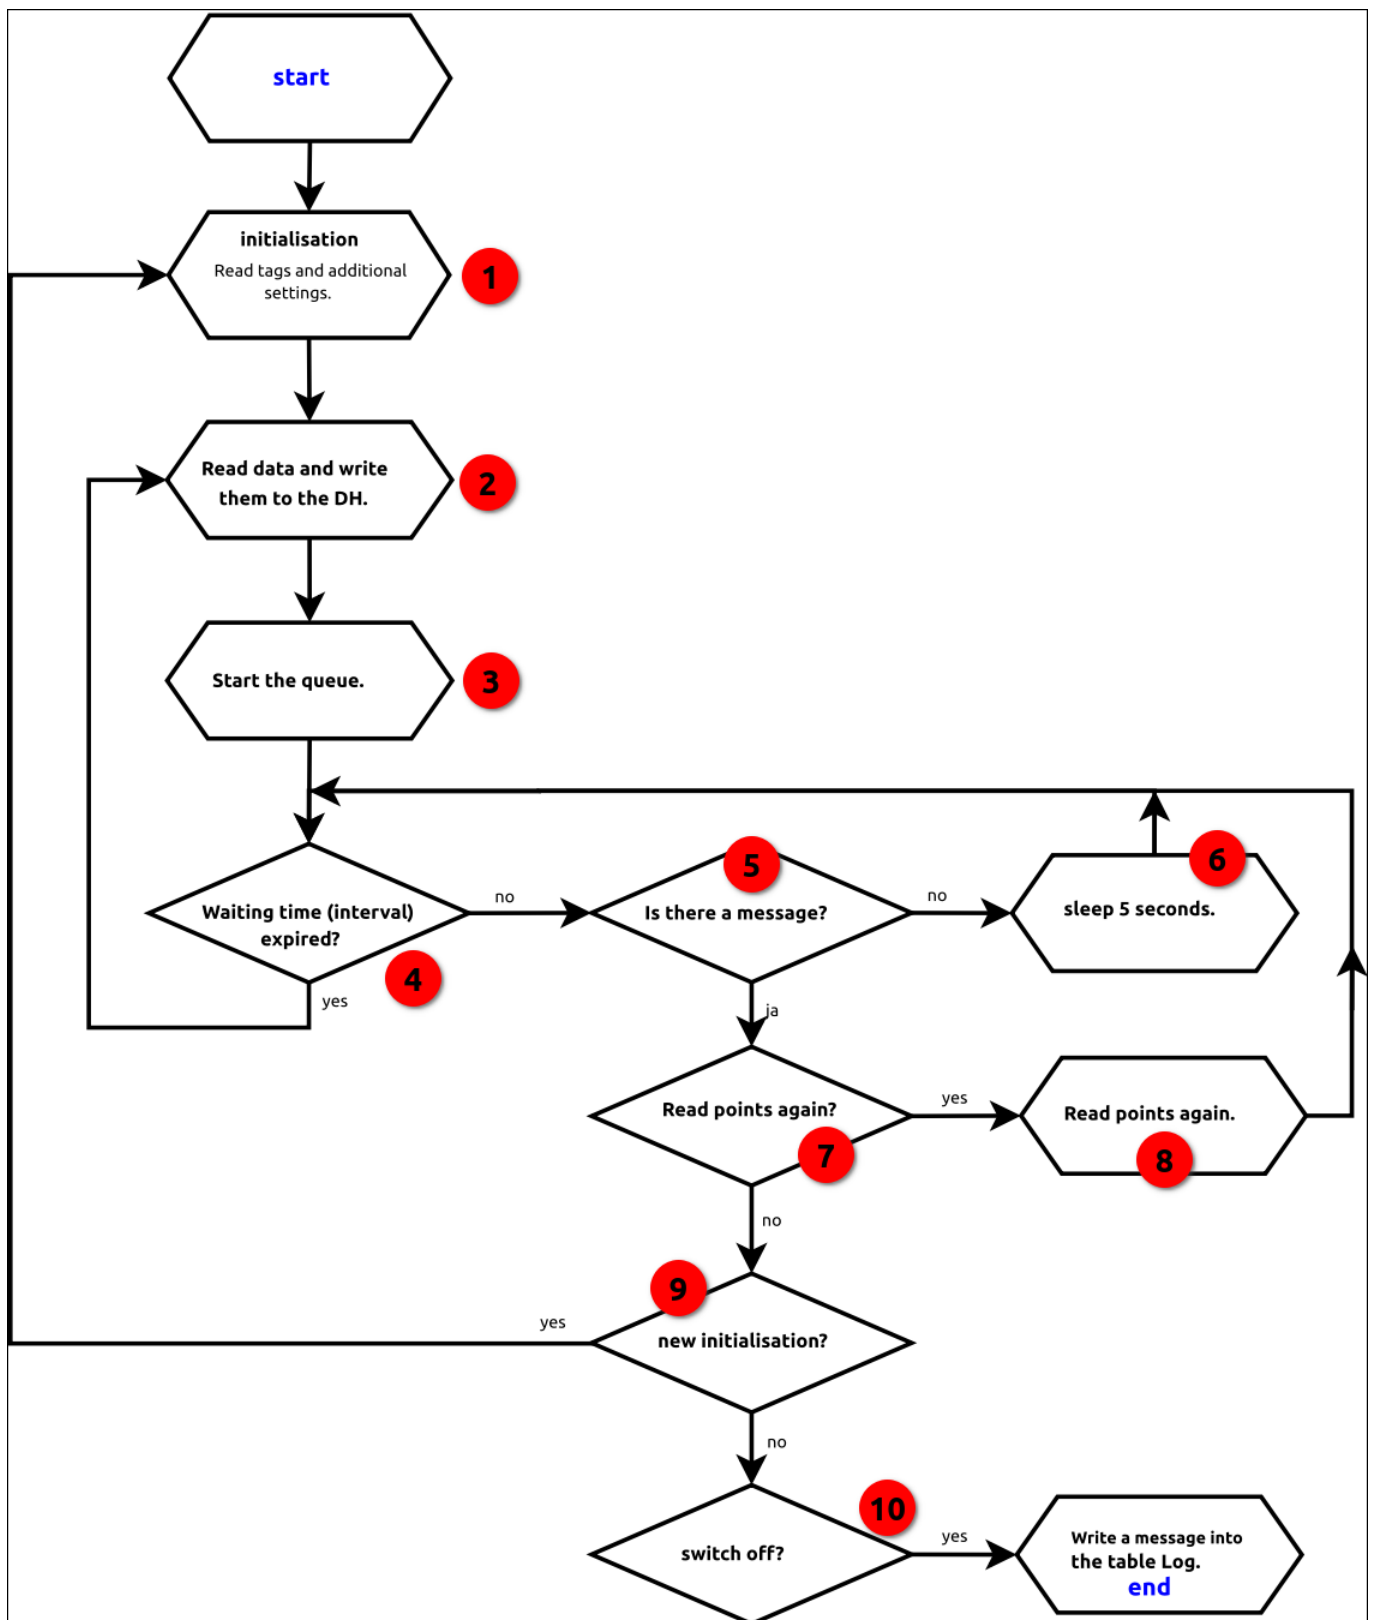 start
initialisation
Read tags and additional
settings.
1
Read data and write
them to the DH.
2
Start the queue.
3
Waiting time (interval)
expired?
4
yes
no
5
Is there a message?
no
6
sleep 5 seconds.
ja
Read points again?
7
yes
Read points again.
8
no
9
new initialisation?
yes
no
10
switch off?
yes
Write a message into
the table Log.
end